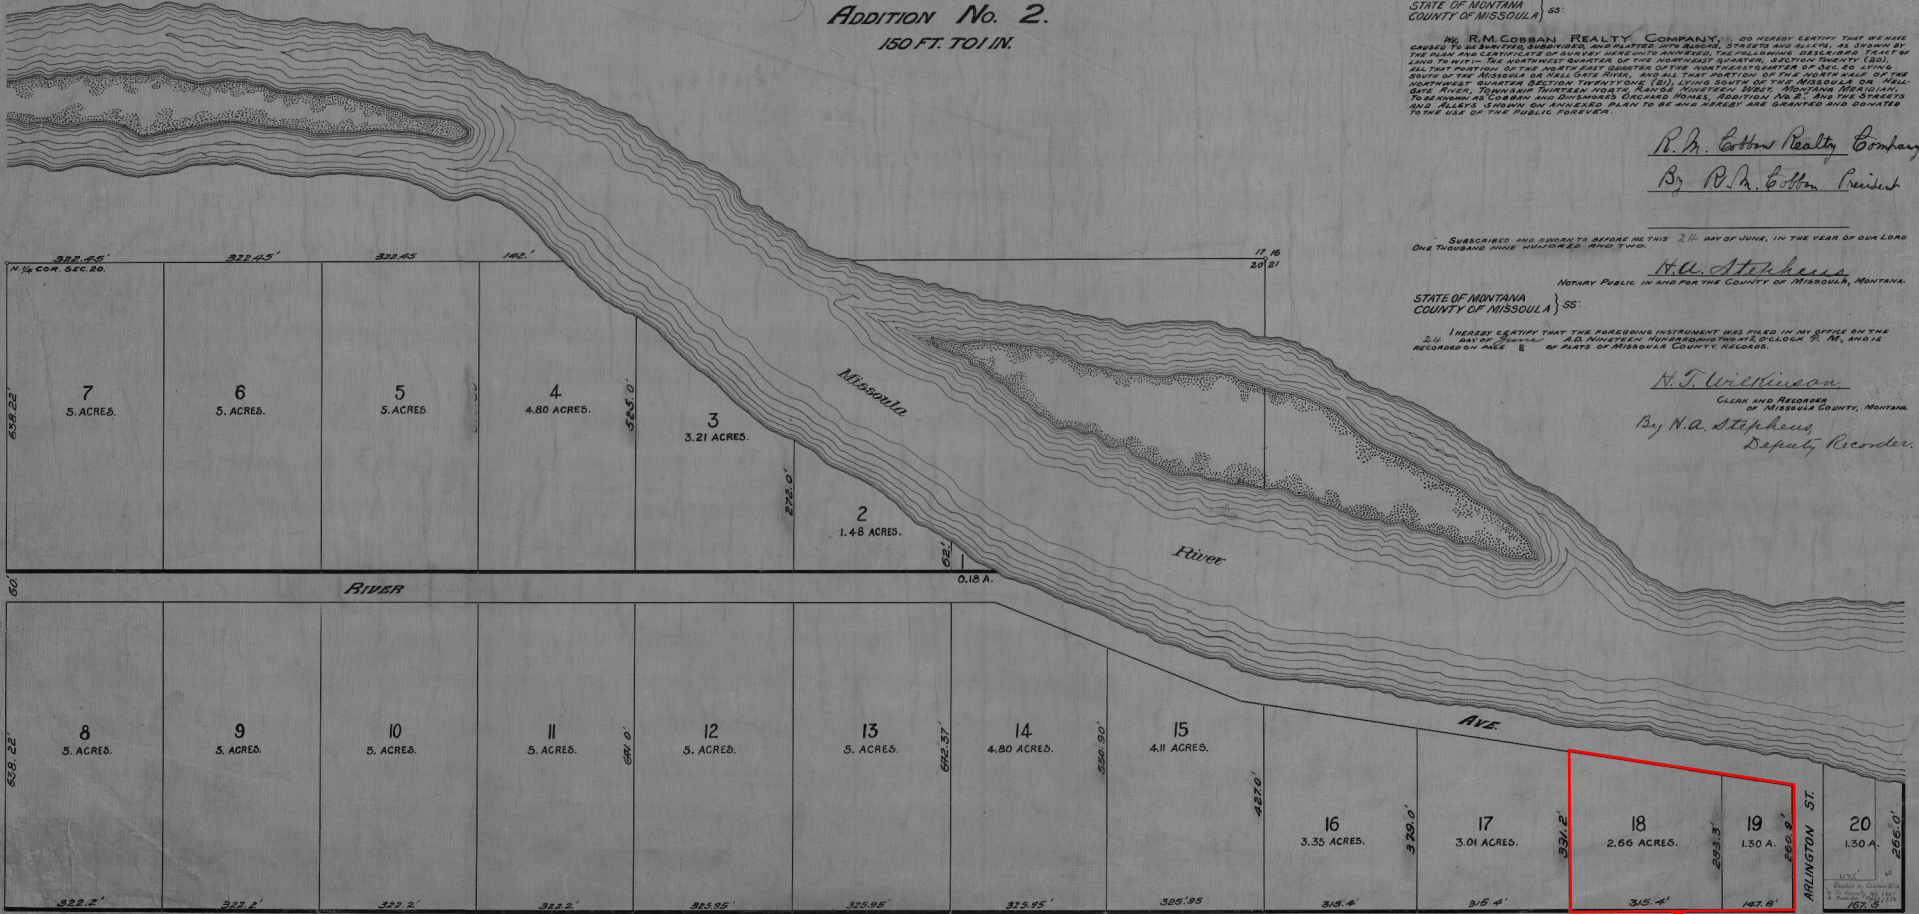 ADDITION No. 2.
150 FT. TO 1 IN.
STATE OF MONTANA
COUNTY OF MISSOULA } SS:
WE, R.M. COBBAN REALTY COMPANY, DO HEREBY CERTIFY THAT WE HAVE
CAUSED TO BE SURVEYED, SUBDIVIDED, AND PLATTED INTO BLOCKS, STREETS AND ALLEYS, AS SHOWN BY
THE PLAN AND CERTIFICATE OF SURVEY HEREUNTO ANNEXED, THE FOLLOWING DESCRIBED TRACT OF
LAND TO WIT:- THE NORTHWEST QUARTER OF THE NORTHEAST QUARTER, SECTION TWENTY (20),
ALL THAT PORTION OF THE NORTH EAST QUARTER OF THE NORTHEAST QUARTER OF SEC. 20 LYING
SOUTH OF THE MISSOULA OR HELL GATE RIVER, AND ALL THAT PORTION OF THE NORTH HALF OF THE
NORTHWEST QUARTER SECTION TWENTY ONE (21), LYING SOUTH OF THE MISSOULA OR HELL-
GATE RIVER, TOWNSHIP THIRTEEN NORTH, RANGE NINETEEN WEST, MONTANA MERIDIAN.
TO BE KNOWN AS "COBBAN AND DINSMORE'S ORCHARD HOMES, ADDITION No. 2," AND THE STREETS
AND ALLEYS SHOWN ON ANNEXED PLAN TO BE AND HEREBY ARE GRANTED AND DONATED
TO THE USE OF THE PUBLIC FOREVER.
R. M. Cobban Realty Company
By R. M. Cobban President
SUBSCRIBED AND SWORN TO BEFORE ME THIS 24 DAY OF JUNE, IN THE YEAR OF OUR LORD
ONE THOUSAND NINE HUNDRED AND TWO.
H. A. Stephens
NOTARY PUBLIC IN AND FOR THE COUNTY OF MISSOULA, MONTANA.
STATE OF MONTANA
COUNTY OF MISSOULA } SS:
I HEREBY CERTIFY THAT THE FOREGOING INSTRUMENT WAS FILED IN MY OFFICE ON THE
24 DAY OF June A.D. NINETEEN HUNDRED AND TWO AT 2 O'CLOCK P. M., AND IS
RECORDED ON PAGE 8 OF PLATS OF MISSOULA COUNTY, RECORDS.
H. T. Wilkinson
CLERK AND RECORDER
OF MISSOULA COUNTY, MONTANA.
By H. A. Stephens,
Deputy Recorder.
322.45' 322.45' 322.45 142.'
N. 1/4 COR. SEC. 20.
17 16
20 21
638.22'
7
5. ACRES.
6
5. ACRES.
5
5. ACRES.
4
4.80 ACRES.
525.0'
3
3.21 ACRES.
272.0'
2
1.48 ACRES.
62.'
0.18 A.
Missoula
River
60'
RIVER
AVE.
638.22'
8
5. ACRES.
9
5. ACRES.
10
5. ACRES.
11
5. ACRES.
641.0'
12
5. ACRES.
13
5. ACRES.
642.37'
14
4.80 ACRES.
550.90'
15
4.11 ACRES.
427.0'
16
3.35 ACRES.
379.0'
17
3.01 ACRES.
331.2'
18
2.66 ACRES.
293.3'
19
1.30 A.
260.9'
ARLINGTON ST.
20
1.30 A.
266.0'
322.2' 322.2' 322.2' 322.2' 325.95' 325.95' 325.95' 325.95 315.4' 315.4' 315.4' 147.8' 167.5'